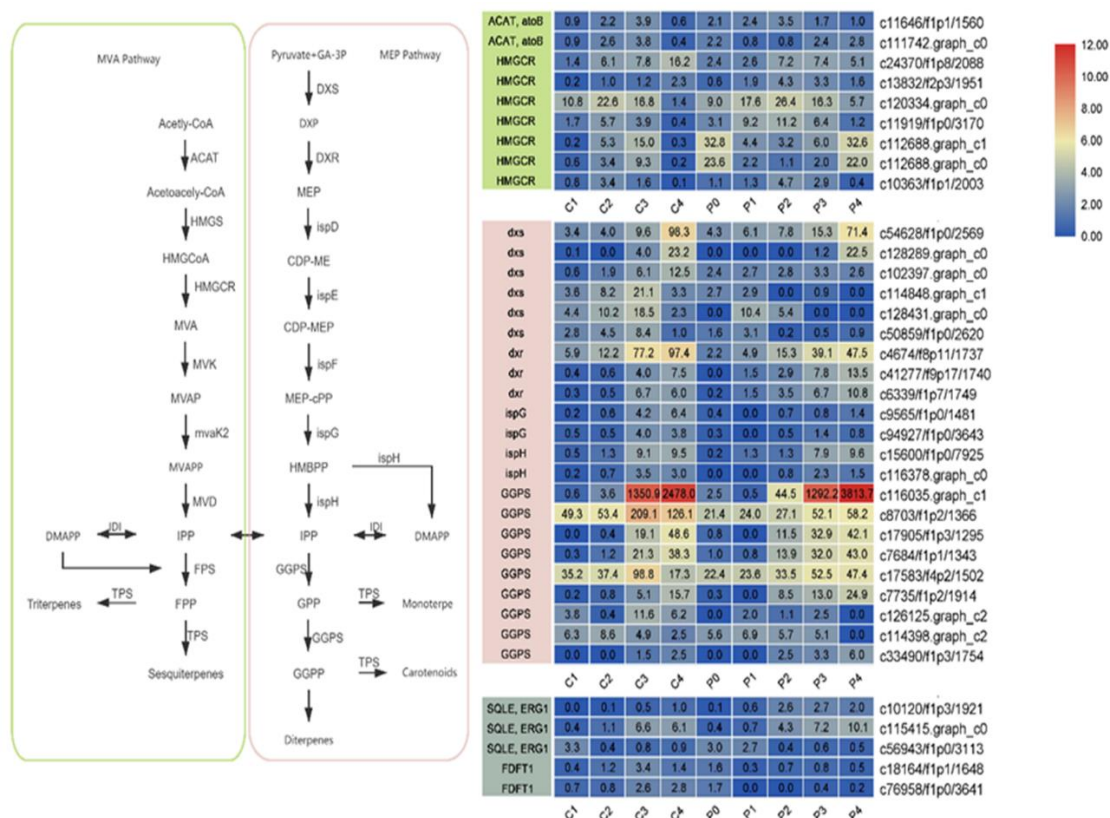 MVA Pathway
Acetly-CoA
ACAT
Acetoacely-CoA
HMGS
HMGCoA
HMGCR
MVA
MVK
MVAP
mvaK2
MVAPP
MVD
DMAPP IDI IPP
FPS
Triterpenes TPS FPP
TPS
Sesquiterpenes
Pyruvate+GA-3P MEP Pathway
DXS
DXP
DXR
MEP
ispD
CDP-ME
ispE
CDP-MEP
ispF
MEP-cPP
ispG
HMBPP ispH
ispH
IPP IDI DMAPP
GGPS
GPP TPS Monoterpe
GGPS
GGPP TPS Carotenoids
Diterpenes
ACAT, atoB 0.9 2.2 3.9 0.6 2.1 2.4 3.5 1.7 1.0 c11646/f1p1/1560
ACAT, atoB 0.9 2.6 3.8 0.4 2.2 0.8 0.8 2.4 2.8 c111742.graph_c0
HMGCR 1.4 6.1 7.8 16.2 2.4 2.6 7.2 7.4 5.1 c24370/f1p8/2088
HMGCR 0.2 1.0 1.2 2.3 0.6 1.9 4.3 3.3 1.6 c13832/f2p3/1951
HMGCR 10.8 22.6 16.8 1.4 9.0 17.6 26.4 16.3 5.7 c120334.graph_c0
HMGCR 1.7 5.7 3.9 0.4 3.1 9.2 11.2 6.4 1.2 c11919/f1p0/3170
HMGCR 0.2 5.3 15.0 0.3 32.8 4.4 3.2 6.0 32.6 c112688.graph_c1
HMGCR 0.6 3.4 9.3 0.2 23.6 2.2 1.1 2.0 22.0 c112688.graph_c0
HMGCR 0.8 3.4 1.6 0.1 1.1 1.3 4.7 2.9 0.4 c10363/f1p1/2003
C1 C2 C3 C4 P0 P1 P2 P3 P4
dxs 3.4 4.0 9.6 98.3 4.3 6.1 7.8 15.3 71.4 c54628/f1p0/2569
dxs 0.1 0.0 4.0 23.2 0.0 0.0 0.0 1.2 22.5 c128289.graph_c0
dxs 0.6 1.9 6.1 12.5 2.4 2.7 2.8 3.3 2.6 c102397.graph_c0
dxs 3.6 8.2 21.1 3.3 2.7 2.9 0.0 0.9 0.0 c114848.graph_c1
dxs 4.4 10.2 18.5 2.3 0.0 10.4 5.4 0.0 0.0 c128431.graph_c0
dxs 2.8 4.5 8.4 1.0 1.6 3.1 0.2 0.5 0.9 c50859/f1p0/2620
dxr 5.9 12.2 77.2 97.4 2.2 4.9 15.3 39.1 47.5 c4674/f8p11/1737
dxr 0.4 0.6 4.0 7.5 0.0 1.5 2.9 7.8 13.5 c41277/f9p17/1740
dxr 0.3 0.5 6.7 6.0 0.2 1.5 3.5 6.7 10.8 c6339/f1p7/1749
ispG 0.2 0.6 4.2 6.4 0.4 0.0 0.7 0.8 1.4 c9565/f1p0/1481
ispG 0.5 0.5 4.0 3.8 0.3 0.0 0.5 1.4 0.8 c94927/f1p0/3643
ispH 0.5 1.3 9.1 9.5 0.2 1.3 1.3 7.9 9.6 c15600/f1p0/7925
ispH 0.2 0.7 3.5 3.0 0.0 0.0 0.8 2.3 1.5 c116378.graph_c0
GGPS 0.6 3.6 1350.9 2478.0 2.5 0.5 44.5 1292.2 3813.7 c116035.graph_c1
GGPS 49.3 53.4 209.1 126.1 21.4 24.0 27.1 52.1 58.2 c8703/f1p2/1366
GGPS 0.0 0.4 19.1 48.6 0.8 0.0 11.5 32.9 42.1 c17905/f1p3/1295
GGPS 0.3 1.2 21.3 38.3 1.0 0.8 13.9 32.0 43.0 c7684/f1p1/1343
GGPS 35.2 37.4 98.8 17.3 22.4 23.6 33.5 52.5 47.4 c17583/f4p2/1502
GGPS 0.2 0.8 5.1 15.7 0.3 0.0 8.5 13.0 24.9 c7735/f1p2/1914
GGPS 3.8 0.4 11.6 6.2 0.0 2.0 1.1 2.5 0.0 c126125.graph_c2
GGPS 6.3 8.6 4.9 2.5 5.6 6.9 5.7 5.1 0.0 c114398.graph_c2
GGPS 0.0 0.0 1.5 2.5 0.0 0.0 2.5 3.3 6.0 c33490/f1p3/1754
C1 C2 C3 C4 P0 P1 P2 P3 P4
SQLE, ERG1 0.0 0.1 0.5 1.0 0.1 0.6 2.6 2.7 2.0 c10120/f1p3/1921
SQLE, ERG1 0.4 1.1 6.6 6.1 0.4 0.7 4.3 7.2 10.1 c115415.graph_c0
SQLE, ERG1 3.3 0.4 0.8 0.9 3.0 2.7 0.4 0.6 0.5 c56943/f1p0/3113
FDFT1 0.4 1.2 3.4 1.4 1.6 0.3 0.7 0.8 0.5 c18164/f1p1/1648
FDFT1 0.7 0.8 2.6 2.8 1.7 0.0 0.0 0.4 0.2 c76958/f1p0/3641
C1 C2 C3 C4 P0 P1 P2 P3 P4
12.00
10.00
8.00
6.00
4.00
2.00
0.00